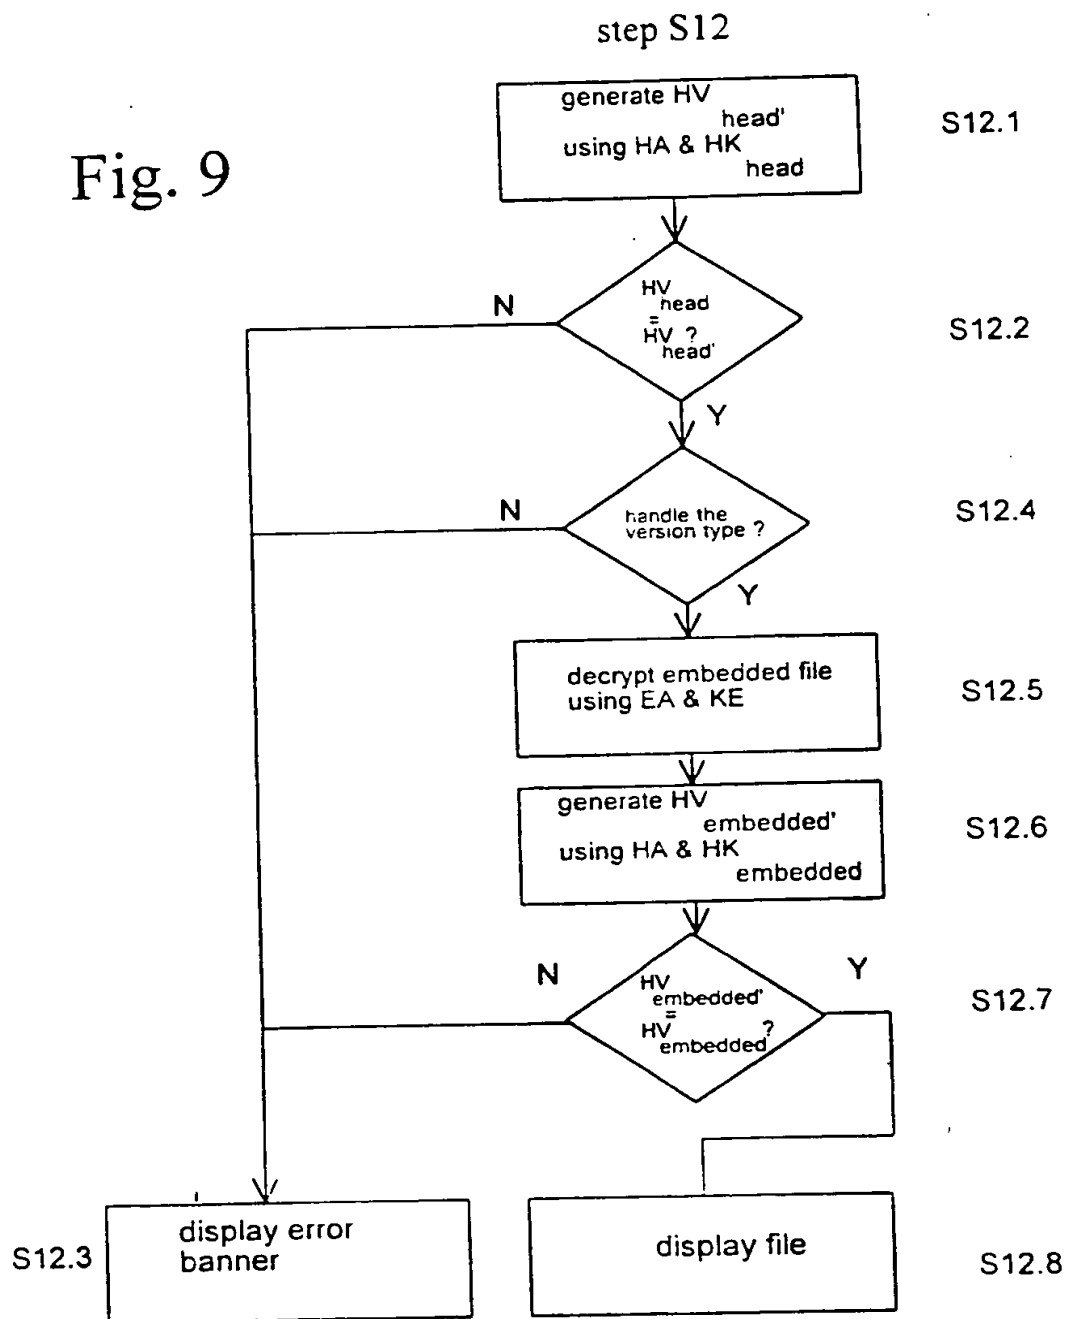 step S12
Fig. 9
generate HV
head'
using HA & HK
head
S12.1
N
HV
head
=
HV ?
head'
S12.2
Y
N
handle the
version type ?
S12.4
Y
decrypt embedded file
using EA & KE
S12.5
generate HV
embedded'
using HA & HK
embedded
S12.6
N
HV
embedded'
=
HV ?
embedded
Y
S12.7
S12.3
display error
banner
display file
S12.8